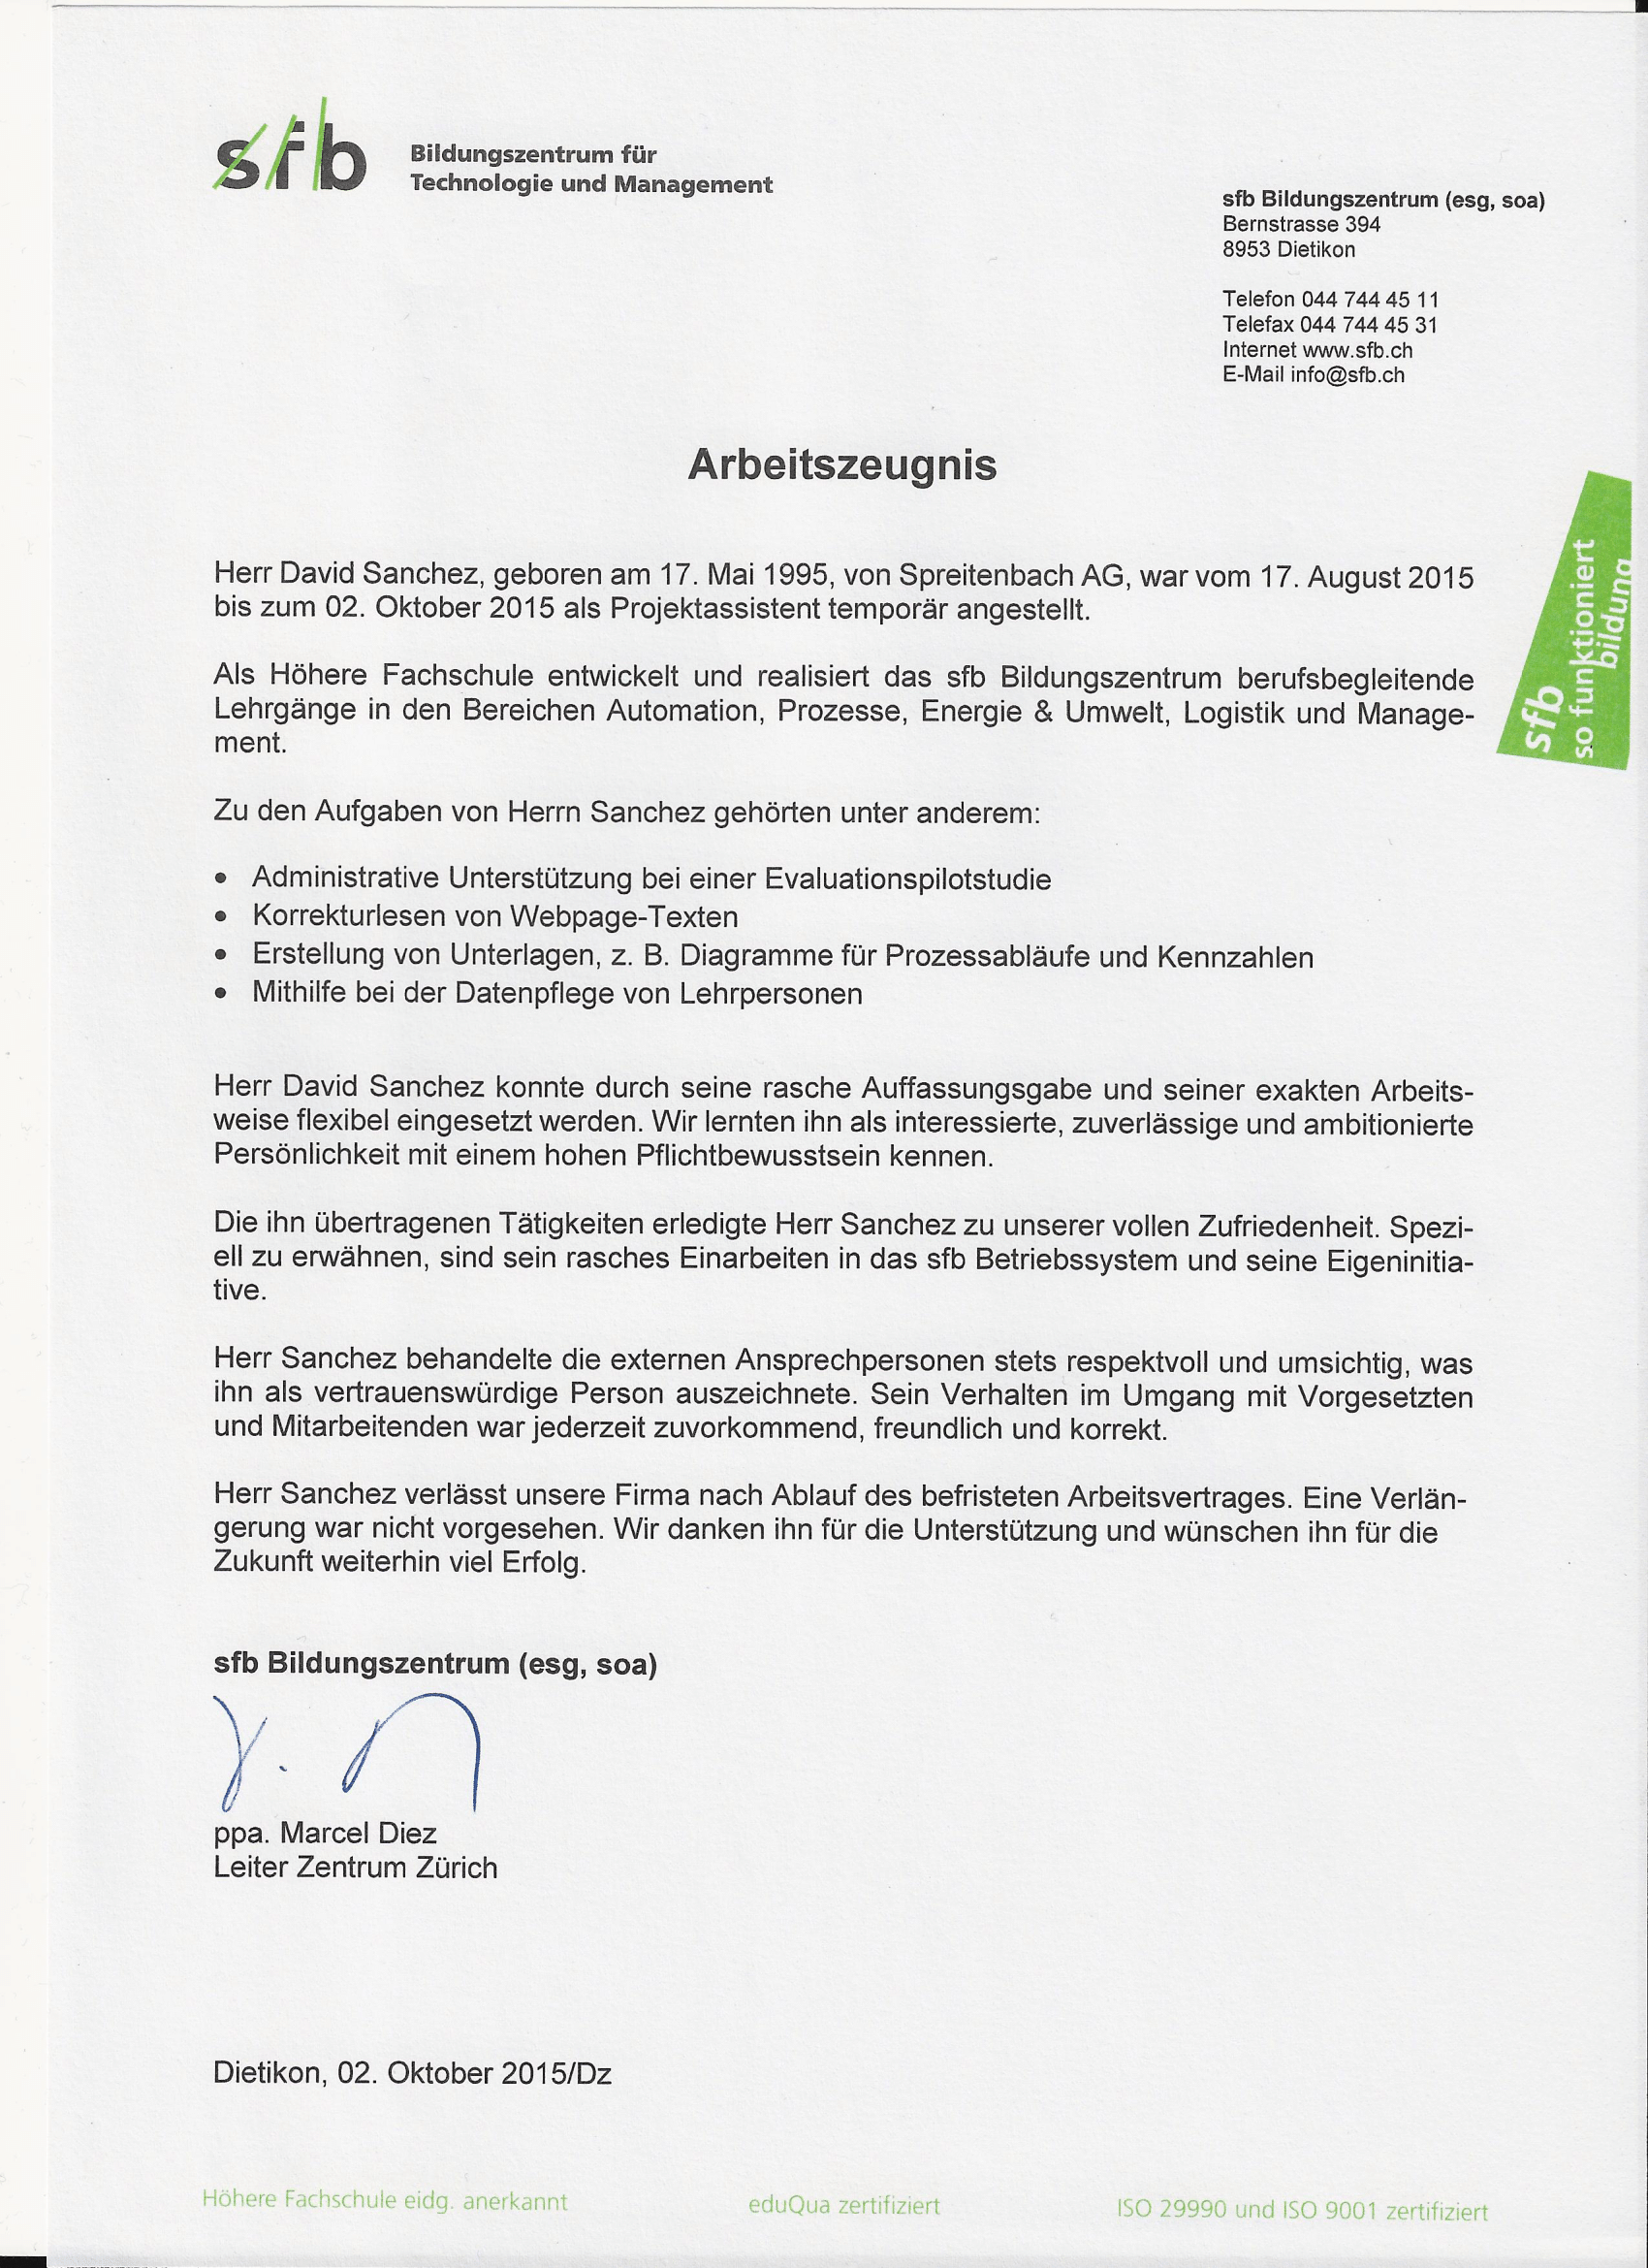 sfb
Bildungszentrum für
Technologie und Management
sfb Bildungszentrum (esg, soa)
Bernstrasse 394
8953 Dietikon
Telefon 044 744 45 11
Telefax 044 744 45 31
Internet www.sfb.ch
E-Mail info@sfb.ch
Arbeitszeugnis
sfb
so funktioniert
bildung
Herr David Sanchez, geboren am 17. Mai 1995, von Spreitenbach AG, war vom 17. August 2015
bis zum 02. Oktober 2015 als Projektassistent temporär angestellt.
Als Höhere Fachschule entwickelt und realisiert das sfb Bildungszentrum berufsbegleitende
Lehrgänge in den Bereichen Automation, Prozesse, Energie & Umwelt, Logistik und Manage-
ment.
Zu den Aufgaben von Herrn Sanchez gehörten unter anderem:
• Administrative Unterstützung bei einer Evaluationspilotstudie
• Korrekturlesen von Webpage-Texten
• Erstellung von Unterlagen, z. B. Diagramme für Prozessabläufe und Kennzahlen
• Mithilfe bei der Datenpflege von Lehrpersonen
Herr David Sanchez konnte durch seine rasche Auffassungsgabe und seiner exakten Arbeits-
weise flexibel eingesetzt werden. Wir lernten ihn als interessierte, zuverlässige und ambitionierte
Persönlichkeit mit einem hohen Pflichtbewusstsein kennen.
Die ihn übertragenen Tätigkeiten erledigte Herr Sanchez zu unserer vollen Zufriedenheit. Spezi-
ell zu erwähnen, sind sein rasches Einarbeiten in das sfb Betriebssystem und seine Eigeninitia-
tive.
Herr Sanchez behandelte die externen Ansprechpersonen stets respektvoll und umsichtig, was
ihn als vertrauenswürdige Person auszeichnete. Sein Verhalten im Umgang mit Vorgesetzten
und Mitarbeitenden war jederzeit zuvorkommend, freundlich und korrekt.
Herr Sanchez verlässt unsere Firma nach Ablauf des befristeten Arbeitsvertrages. Eine Verlän-
gerung war nicht vorgesehen. Wir danken ihn für die Unterstützung und wünschen ihn für die
Zukunft weiterhin viel Erfolg.
sfb Bildungszentrum (esg, soa)
ppa. Marcel Diez
Leiter Zentrum Zürich
Dietikon, 02. Oktober 2015/Dz
Höhere Fachschule eidg. anerkannt
eduQua zertifiziert
ISO 29990 und ISO 9001 zertifiziert